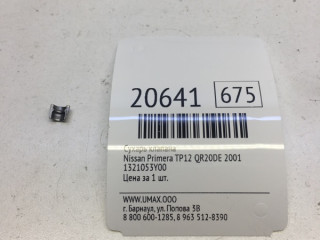 20641 675
Сухарь клапана
Nissan Primera TP12 QR20DE 2001
1321053Y00
Цена за 1 шт.
WWW.UMAX.OOO
г. Барнаул, ул. Попова 3В
8 800 600-1285, 8 963 512-8390